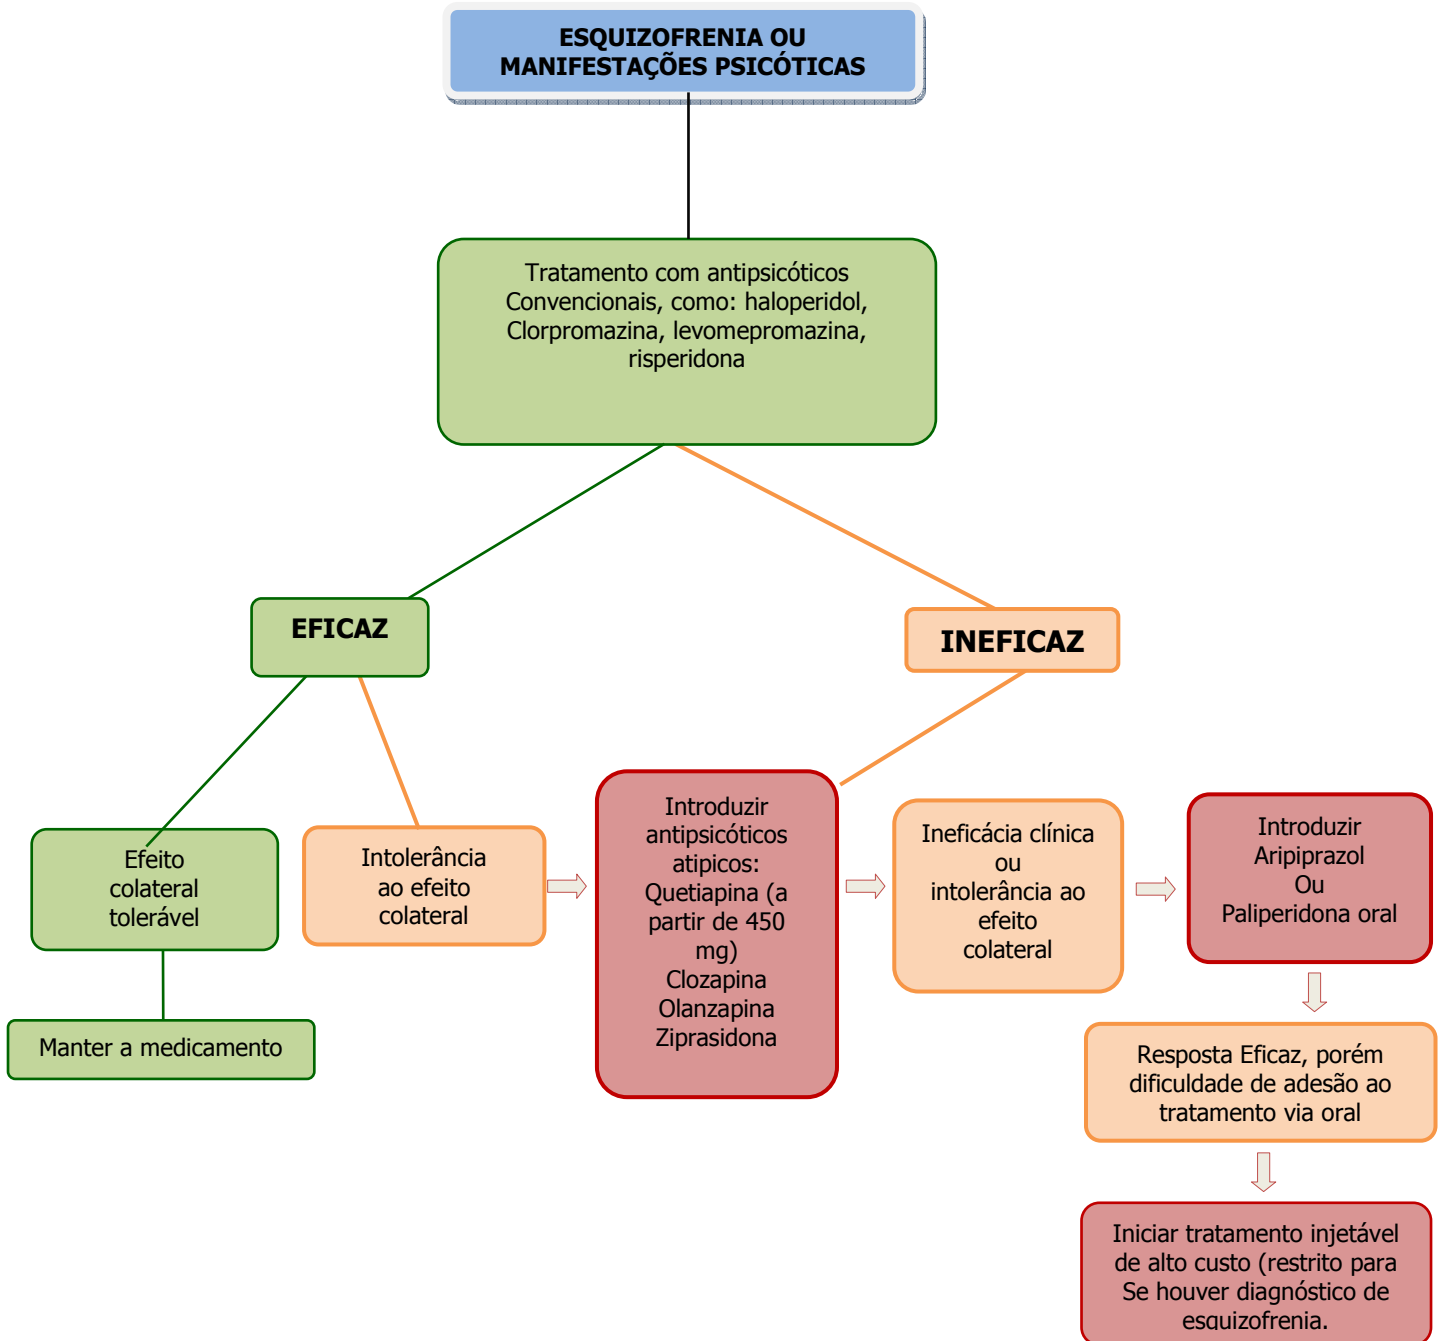 ESQUIZOFRENIA OU
MANIFESTAÇÕES PSICÓTICAS
Tratamento com antipsicóticos
Convencionais, como: haloperidol,
Clorpromazina, levomepromazina,
risperidona
EFICAZ
INEFICAZ
Efeito
colateral
tolerável
Manter a medicamento
Intolerância
ao efeito
colateral
Introduzir
antipsicóticos
atipicos:
Quetiapina (a
partir de 450
mg)
Clozapina
Olanzapina
Ziprasidona
Ineficácia clínica
ou
intolerância ao
efeito
colateral
Introduzir
Aripiprazol
Ou
Paliperidona oral
Resposta Eficaz, porém
dificuldade de adesão ao
tratamento via oral
Iniciar tratamento injetável
de alto custo (restrito para
Se houver diagnóstico de
esquizofrenia.